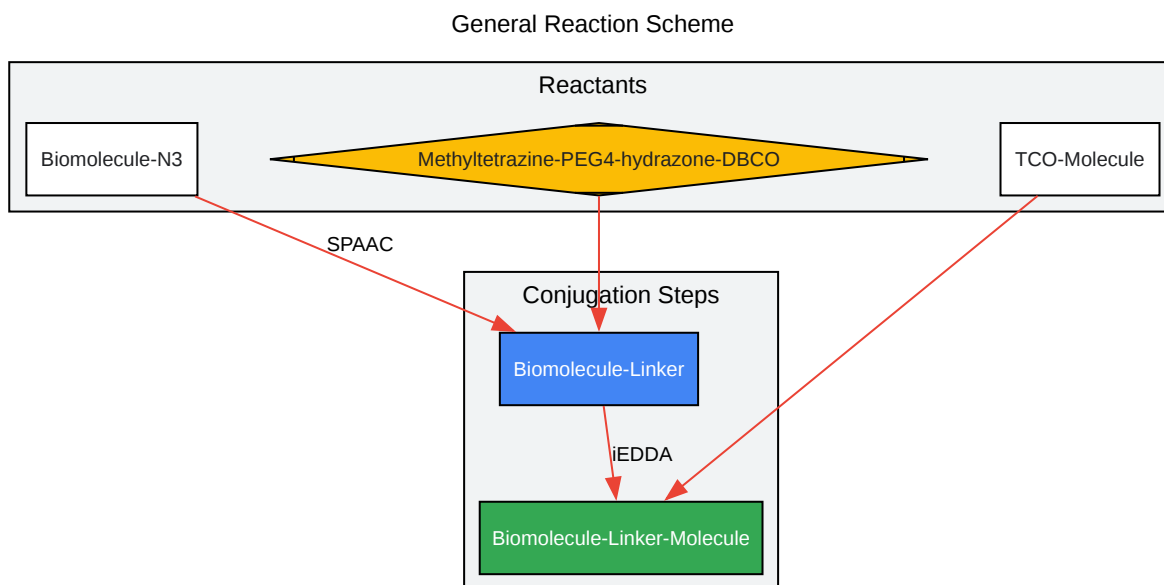 General Reaction Scheme
Reactants
Biomolecule-N3
Methyltetrazine-PEG4-hydrazone-DBCO
TCO-Molecule
SPAAC
Conjugation Steps
Biomolecule-Linker
iEDDA
Biomolecule-Linker-Molecule